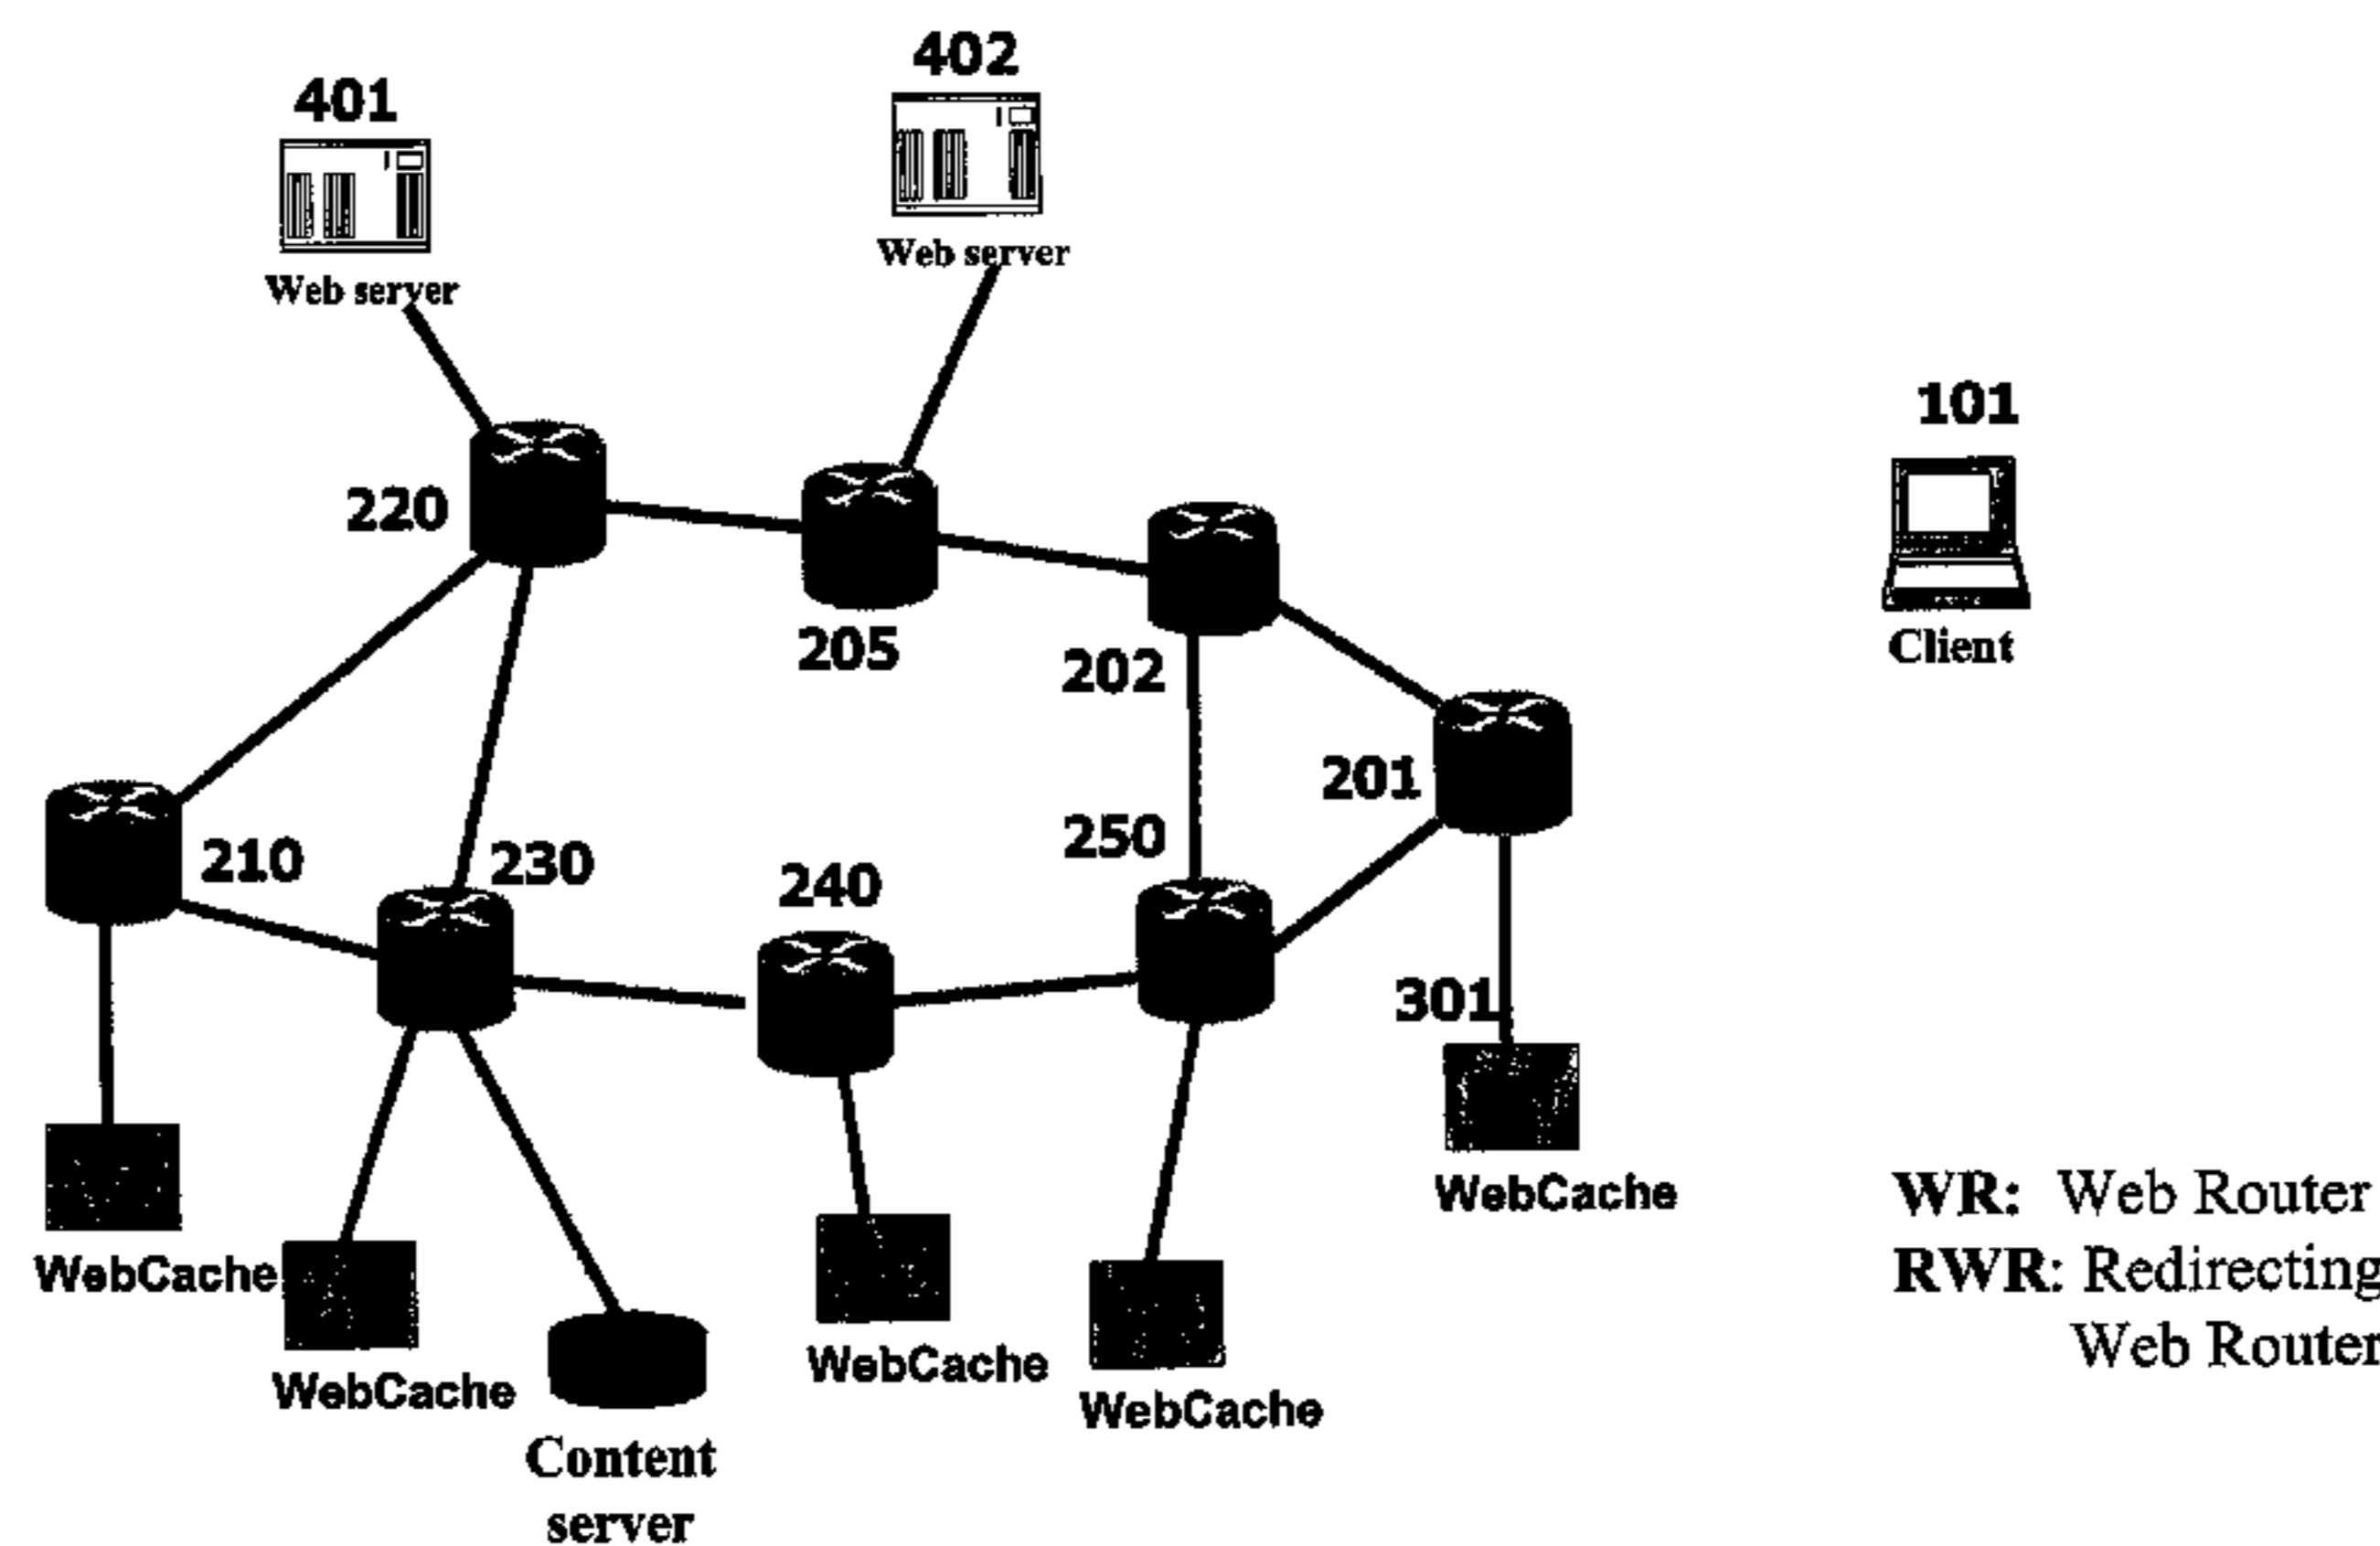 402
401
Web server
Web server
101
Client
220
205
202
201
250
210
230
240
301
WebCache
WebCache
WebCache
WebCache
WebCache
Content
server
WR: Web Router
RWR: Redirecting
Web Router